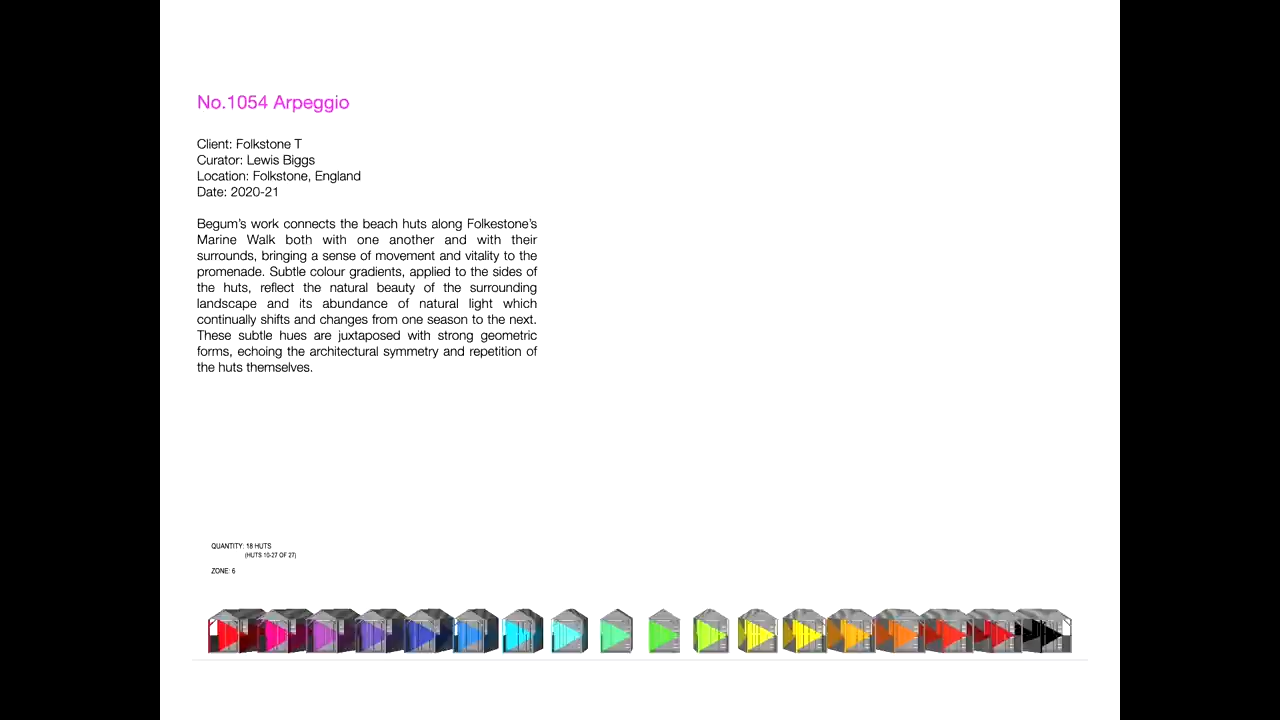 No.1054 Arpeggio
Client: Folkstone T
Curator: Lewis Biggs
Location: Folkstone, England
Date: 2020-21
Begum's work connects the beach huts along Folkestone's
Marine Walk both with one another and with their
surrounds, bringing a sense of movement and vitality to the
promenade. Subtle colour gradients, applied to the sides of
the huts, reflect the natural beauty of the surrounding
landscape and its abundance of natural light which
continually shifts and changes from one season to the next.
These subtle hues are juxtaposed with strong geometric
forms, echoing the architectural symmetry and repetition of
the huts themselves.
QUANTITY: 18 HUTS
(HUTS 10-27 OF 27)
ZONE: 6